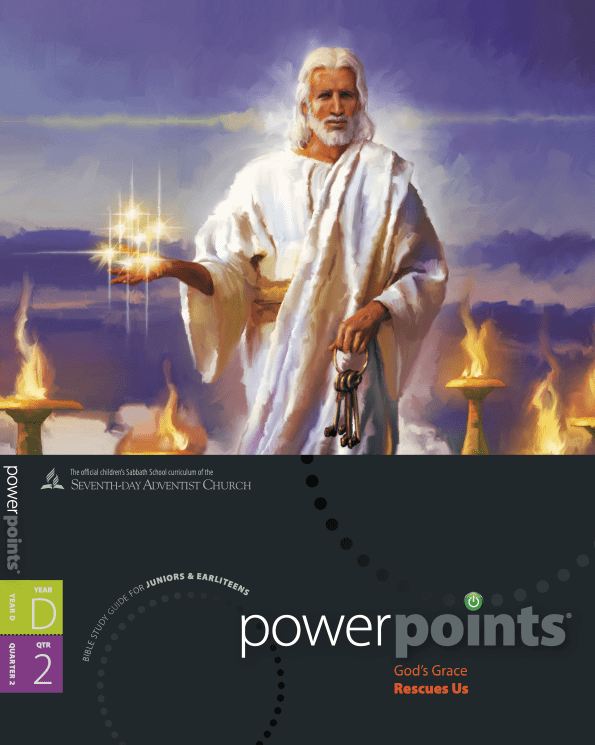 The official children's Sabbath School curriculum of the
SEVENTH-DAY ADVENTIST CHURCH
powerpoints®
YEAR D
QUARTER 2
YEAR
D
QTR
2
BIBLE STUDY GUIDE FOR JUNIORS & EARLITEENS
powerpoints®
God's Grace
Rescues Us